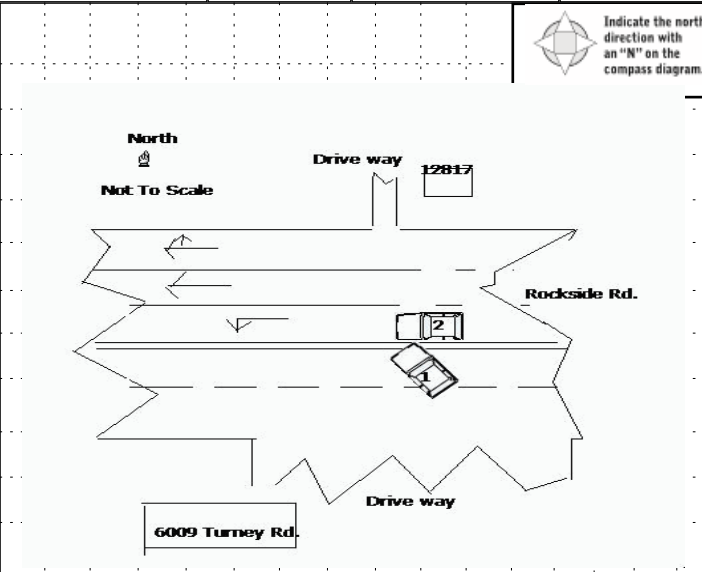 Indicate the north
direction with
an “N” on the
compass diagram.
North
Not To Scale
Drive way
12817
Rockside Rd.
2
1
Drive way
6009 Turney Rd.